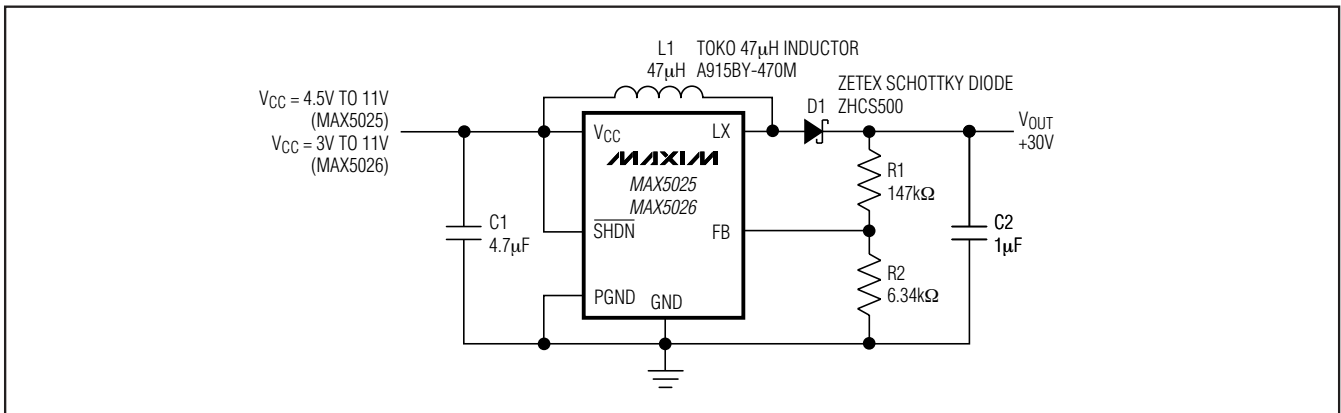 L1 TOKO 47μH INDUCTOR
47μH A915BY-470M
ZETEX SCHOTTKY DIODE
D1 ZHCS500
VCC = 4.5V TO 11V
(MAX5025)
VCC = 3V TO 11V
(MAX5026)
VCC LX
MAXIM
MAX5025
MAX5026
SHDN FB
PGND GND
VOUT
+30V
R1
147kΩ
C1
4.7μF
C2
1μF
R2
6.34kΩ